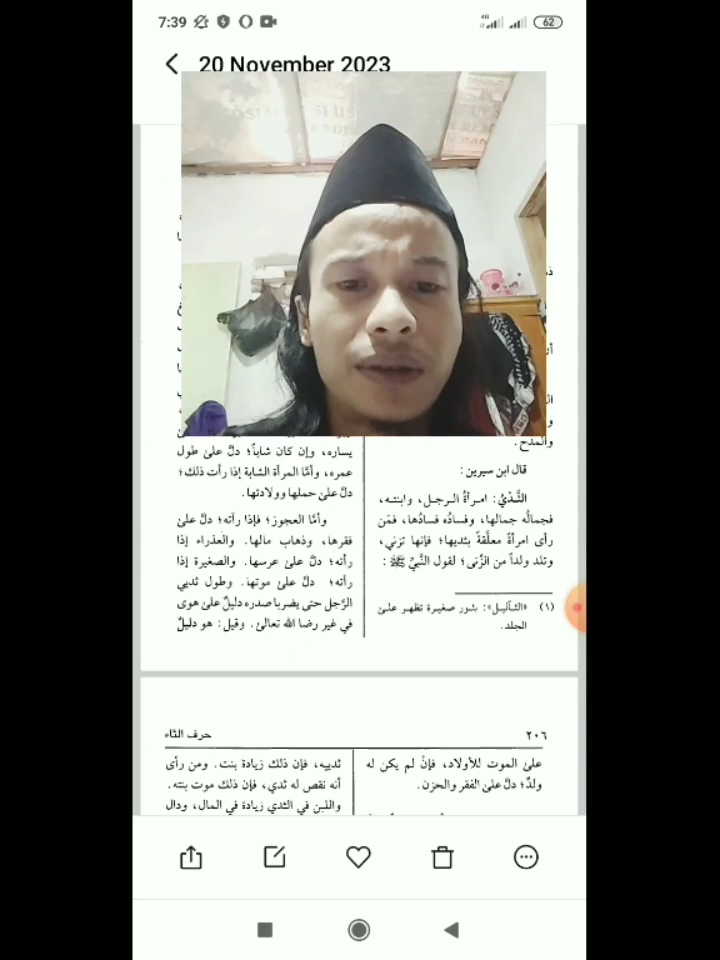 7:39
4G
62
20 November 2023
والمدح.
قال ابن سيرين:
الثَّدْيُ: امرأةُ الرجل، وابنته،
فجمالُه جمالها، وفسادُه فسادُها، فمَن
رأى امرأةً معلَّقةً بثديها؛ فإنها تزني،
وتلد ولداً من الزّنى؛ لقول النَّبيِّ ﷺ:
(١) «الثآليل»: بثور صغيرة تظهر على
الجلد.
يساره، وإن كان شاباً؛ دلَّ على طول
عمره، وأمَّا المرأة الشابة إذا رأت ذلك؛
دلَّ على حملها وولادتها.
وأمَّا العجوز؛ فإذا رأته؛ دلَّ على
فقرها، وذهاب مالها. والعذراء إذا
رأته؛ دلَّ على عرسها. والصغيرة إذا
رأته؛ دلَّ على موتها. وطول ثديي
الرَّجل حتى يضربا صدره دليلٌ على هوى
في غير رضا الله تعالى. وقيل: هو دليلٌ
٢٠٦
حرف الثاء
على الموت للأولاد، فإنْ لم يكن له
ولدٌ؛ دلَّ على الفقر والحزن.
ثدييه، فإن ذلك زيادة بنت. ومن رأى
أنه نقص له ثدي، فإن ذلك موت بنته.
واللبن في الثدي زيادة في المال، ودال